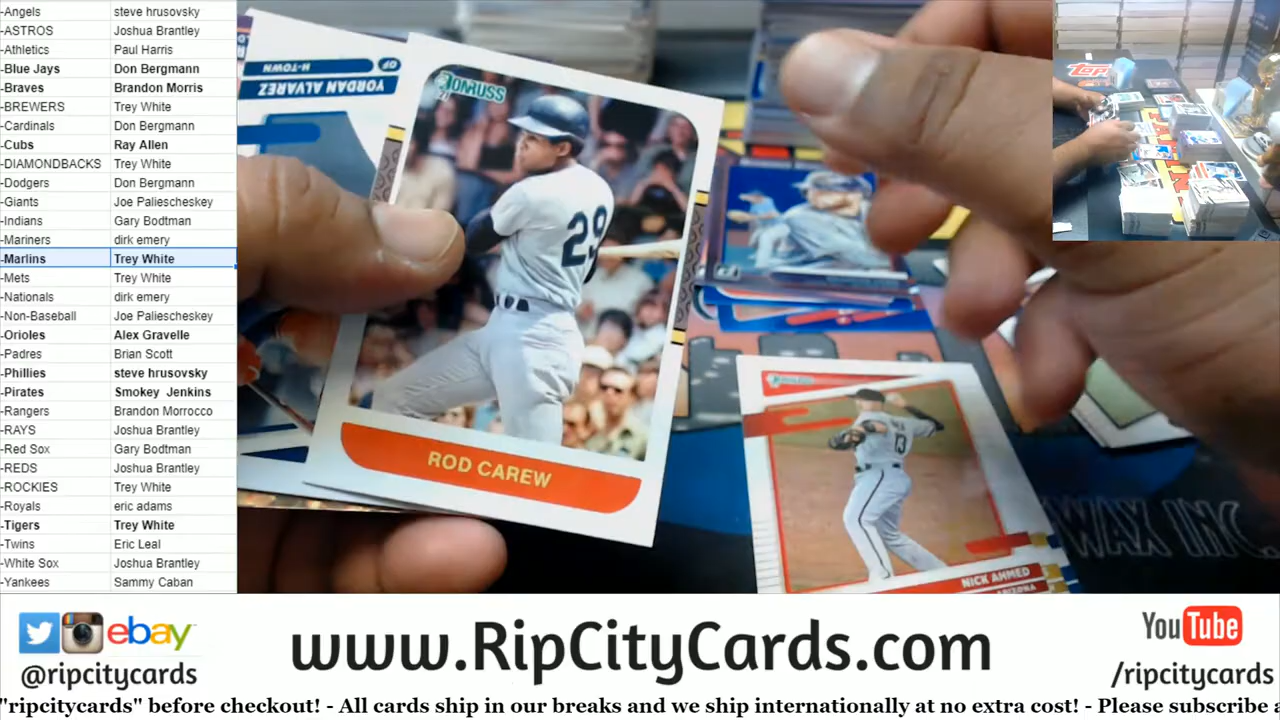 -Angels steve hrusovsky
-ASTROS Joshua Brantley
-Athletics Paul Harris
-Blue Jays Don Bergmann
-Braves Brandon Morris
-BREWERS Trey White
-Cardinals Don Bergmann
-Cubs Ray Allen
-DIAMONDBACKS Trey White
-Dodgers Don Bergmann
-Giants Joe Paliescheskey
-Indians Gary Bodtman
-Mariners dirk emery
-Marlins Trey White
-Mets Trey White
-Nationals dirk emery
-Non-Baseball Joe Paliescheskey
-Orioles Alex Gravelle
-Padres Brian Scott
-Phillies steve hrusovsky
-Pirates Smokey Jenkins
-Rangers Brandon Morrocco
-RAYS Joshua Brantley
-Red Sox Gary Bodtman
-REDS Joshua Brantley
-ROCKIES Trey White
-Royals eric adams
-Tigers Trey White
-Twins Eric Leal
-White Sox Joshua Brantley
-Yankees Sammy Caban
OF H-TOWN
YORDAN ALVAREZ
DONRUSS
29
ROD CAREW
Topps
13
NICK AHMED
ARIZONA
WAX INC.
ebay
@ripcitycards
www.RipCityCards.com
YouTube
/ripcitycards
"ripcitycards" before checkout! - All cards ship in our breaks and we ship internationally at no extra cost! - Please subscribe